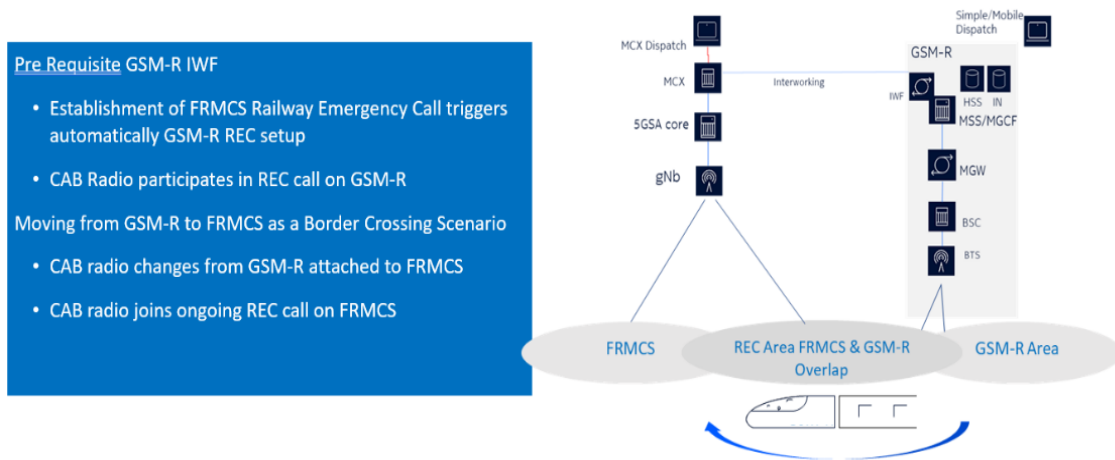 Pre Requisite GSM-R IWF
• Establishment of FRMCS Railway Emergency Call triggers
automatically GSM-R REC setup
• CAB Radio participates in REC call on GSM-R
Moving from GSM-R to FRMCS as a Border Crossing Scenario
• CAB radio changes from GSM-R attached to FRMCS
• CAB radio joins ongoing REC call on FRMCS
Simple/Mobile
Dispatch
MCX Dispatch
GSM-R
MCX
Interworking
IWF
HSS
IN
MSS/MGCF
5GSA core
gNb
MGW
BSC
BTS
FRMCS
REC Area FRMCS & GSM-R
Overlap
GSM-R Area